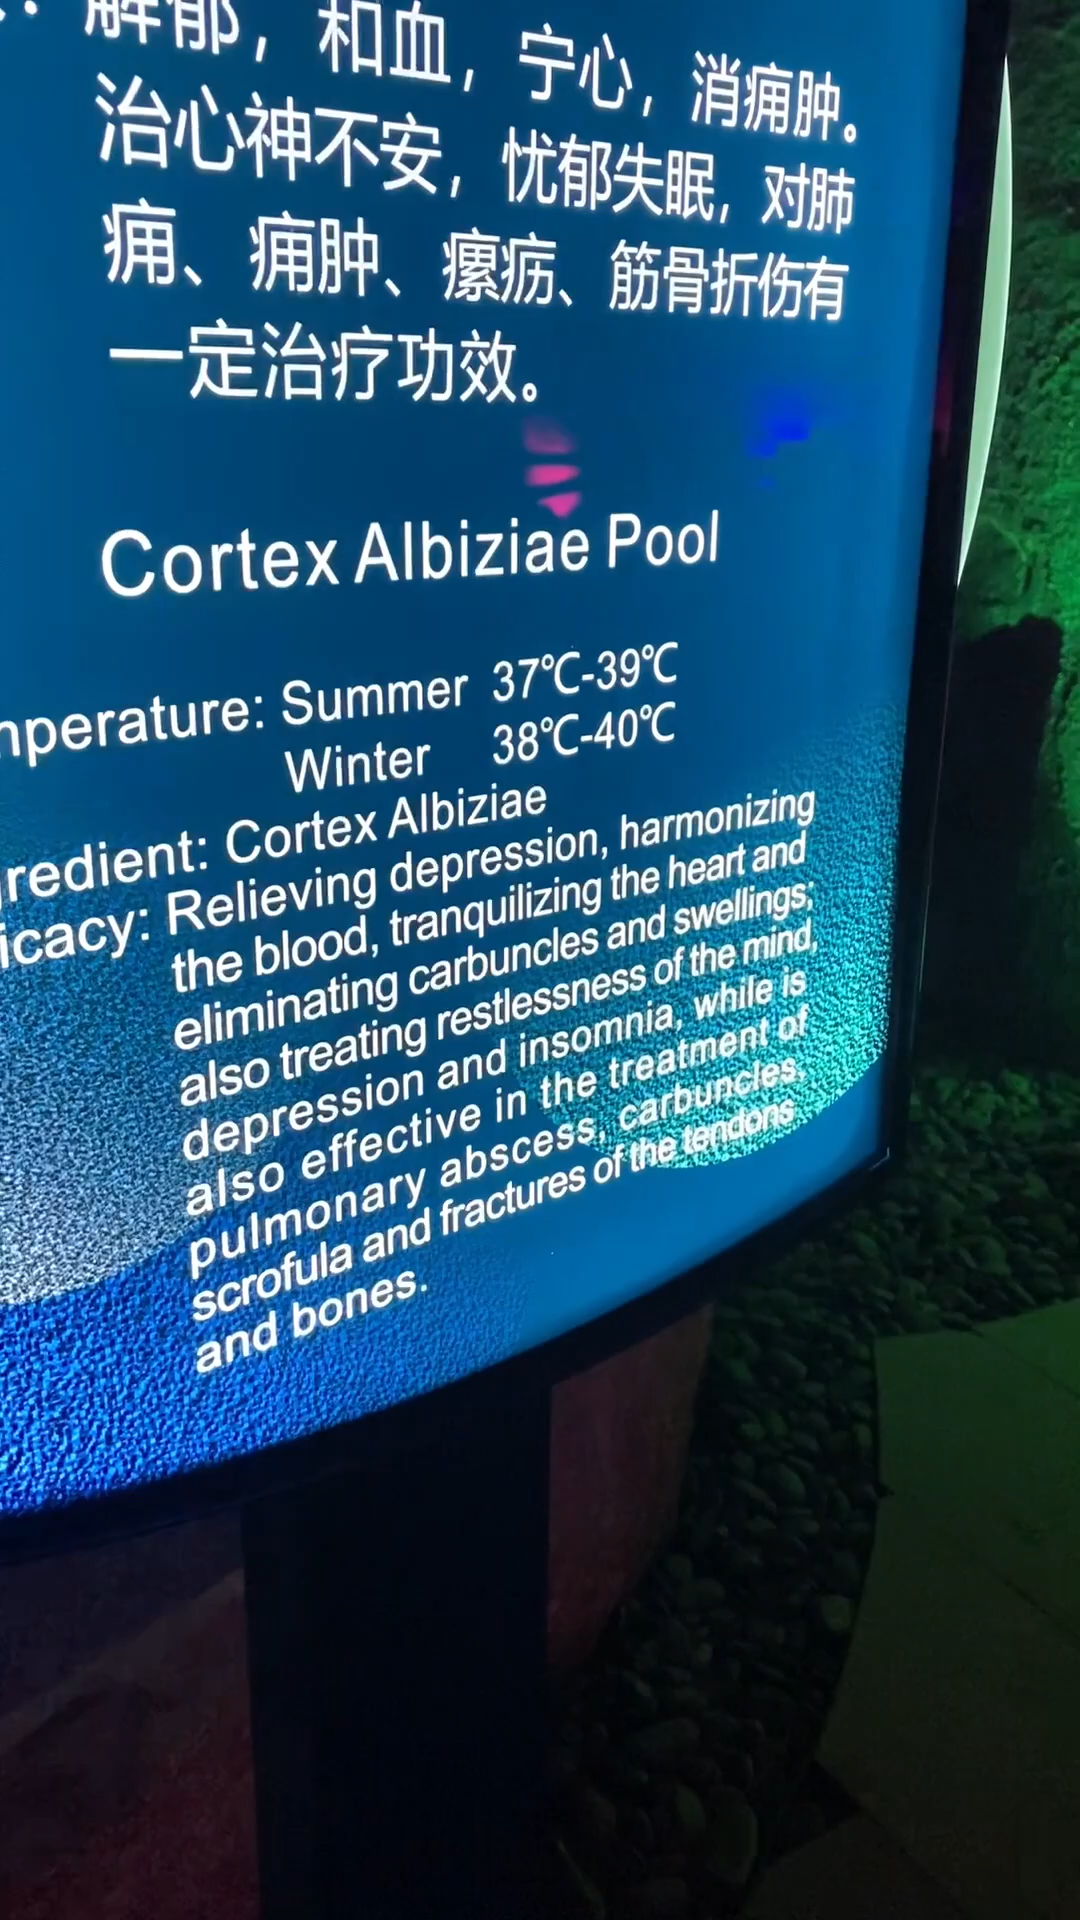 解郁，和血，宁心，消痈肿。
治心神不安，忧郁失眠，对肺
痈、痈肿、瘰疬、筋骨折伤有
一定治疗功效。
Cortex Albiziae Pool
mperature: Summer 37℃-39℃
Winter 38℃-40℃
gredient: Cortex Albiziae
icacy: Relieving depression, harmonizing
the blood, tranquilizing the heart and
eliminating carbuncles and swellings;
also treating restlessness of the mind,
depression and insomnia, while is
also effective in the treatment of
pulmonary abscess, carbuncles,
scrofula and fractures of the tendons
and bones.